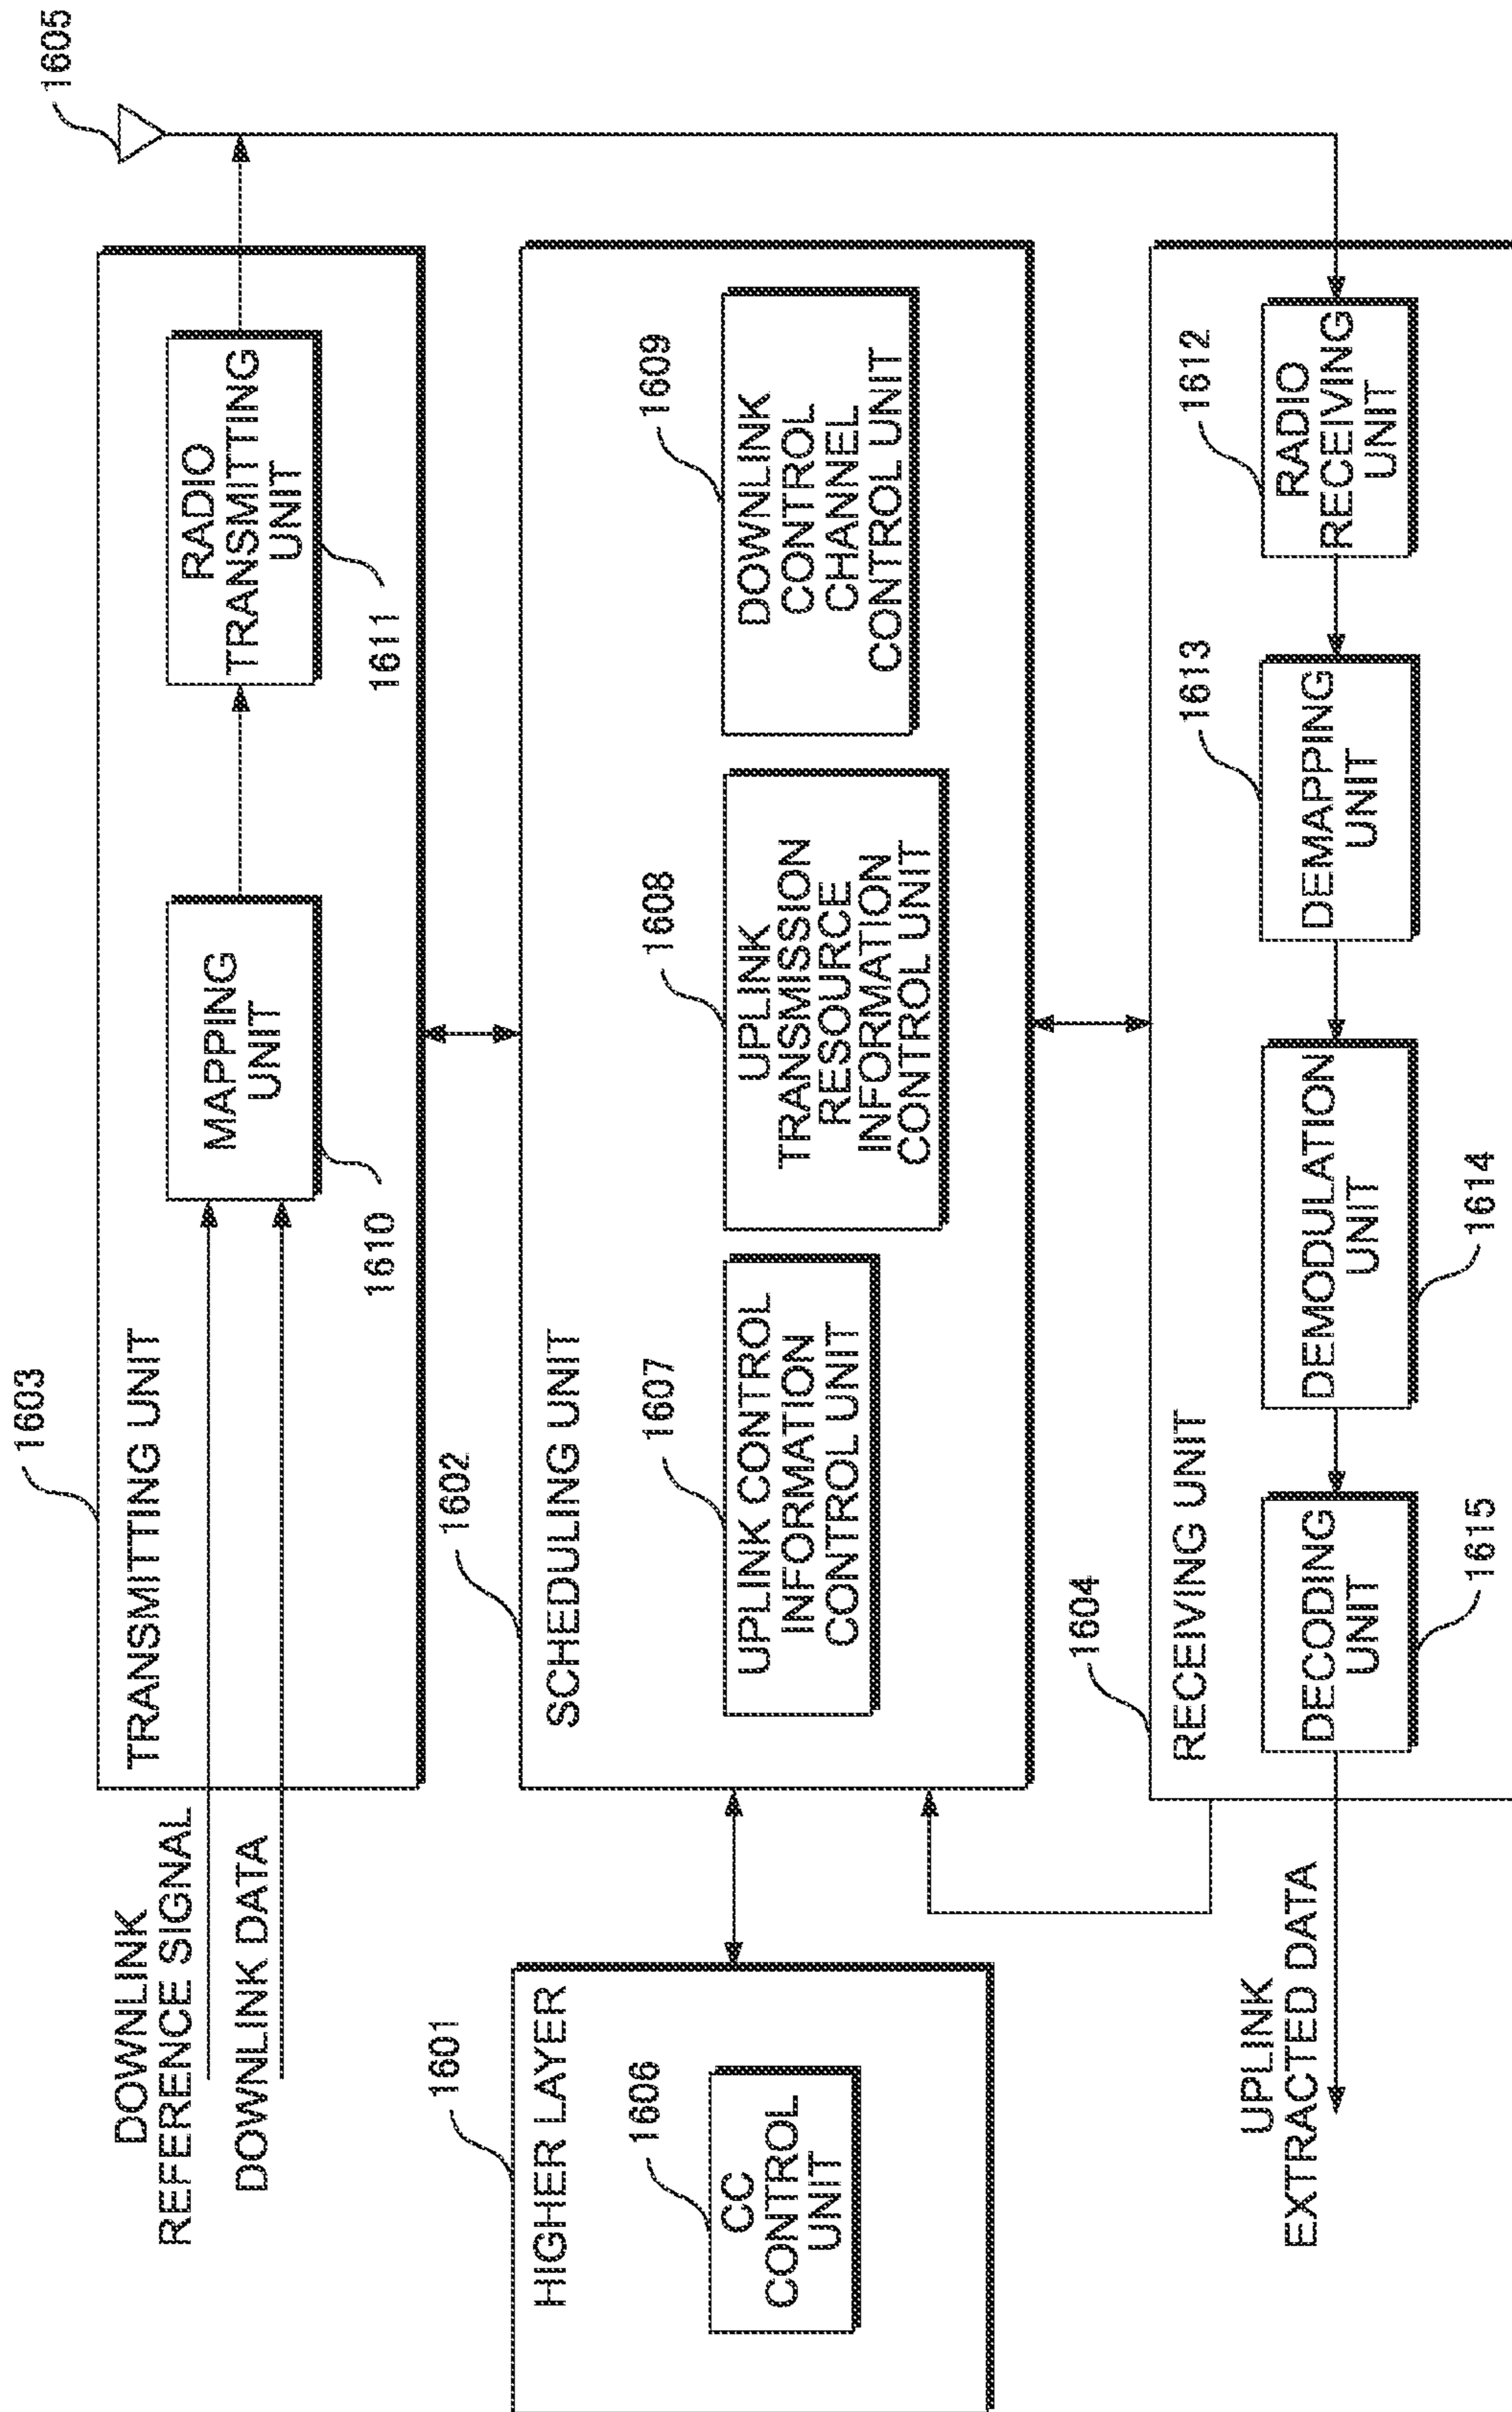 DOWNLINK
REFERENCE SIGNAL
DOWNLINK DATA
1603
TRANSMITTING UNIT
MAPPING
UNIT
1610
RADIO
TRANSMITTING
UNIT
1611
1605
1601
HIGHER LAYER
1606
CC
CONTROL
UNIT
1602
SCHEDULING UNIT
1607
UPLINK CONTROL
INFORMATION
CONTROL UNIT
1608
UPLINK
TRANSMISSION
RESOURCE
INFORMATION
CONTROL UNIT
1609
DOWNLINK
CONTROL
CHANNEL
CONTROL UNIT
1604
RECEIVING UNIT
UPLINK
EXTRACTED DATA
DECODING
UNIT
1615
DEMODULATION
UNIT
1614
1613
DEMAPPING
UNIT
1612
RADIO
RECEIVING
UNIT